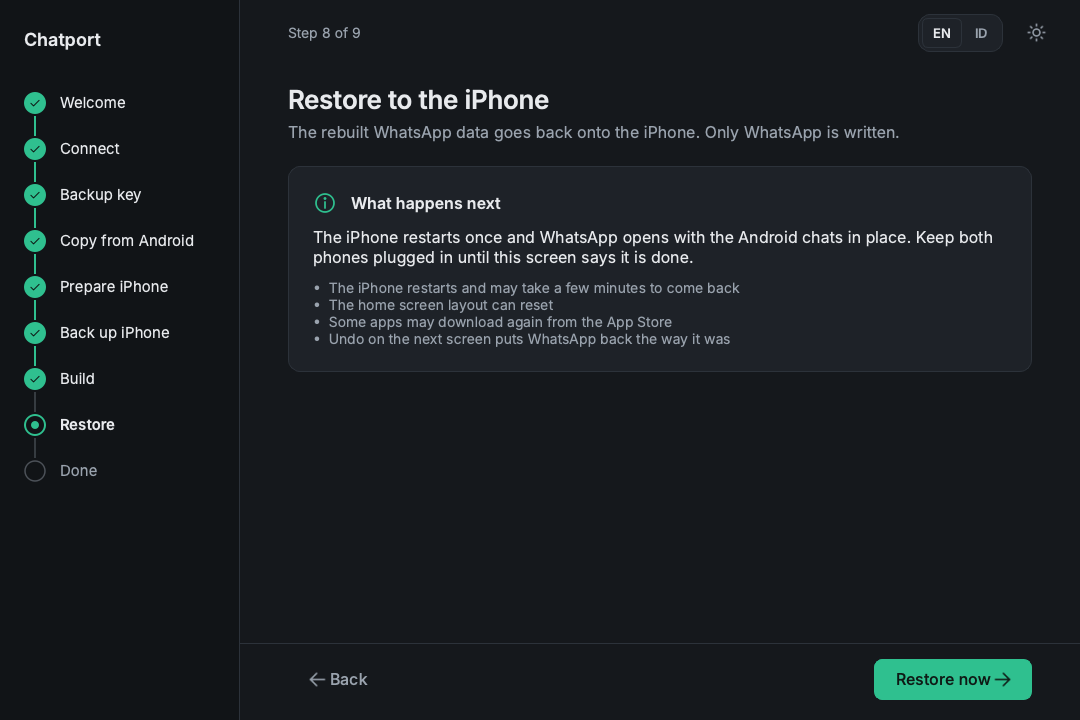 Chatport
Welcome
Connect
Backup key
Copy from Android
Prepare iPhone
Back up iPhone
Build
Restore
Done
Step 8 of 9
EN
ID
Restore to the iPhone
The rebuilt WhatsApp data goes back onto the iPhone. Only WhatsApp is written.
What happens next
The iPhone restarts once and WhatsApp opens with the Android chats in place. Keep both
phones plugged in until this screen says it is done.
• The iPhone restarts and may take a few minutes to come back
• The home screen layout can reset
• Some apps may download again from the App Store
• Undo on the next screen puts WhatsApp back the way it was
Back
Restore now